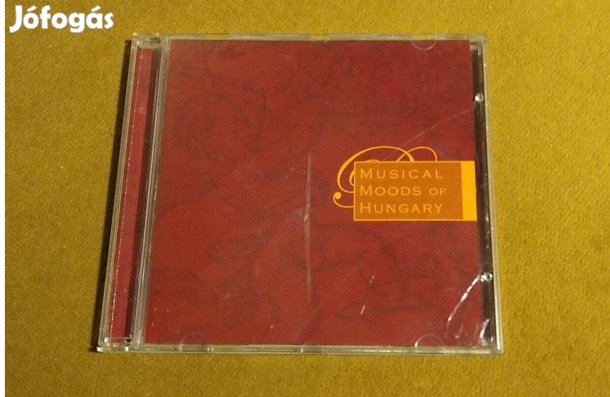 Jófogás
MUSICAL
MOODS OF
HUNGARY